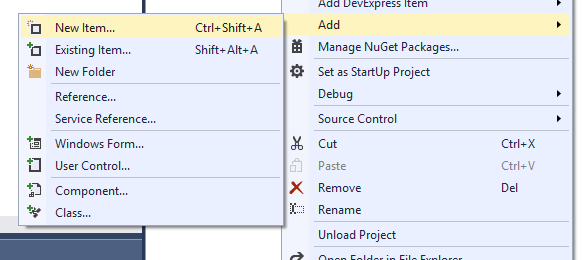 New Item... Ctrl+Shift+A
Existing Item... Shift+Alt+A
New Folder
Reference...
Service Reference...
Windows Form...
User Control...
Component...
Class...
Add DevExpress Item
Add
Manage NuGet Packages...
Set as StartUp Project
Debug
Source Control
Cut Ctrl+X
Paste Ctrl+V
Remove Del
Rename
Unload Project
Open Folder in File Explorer